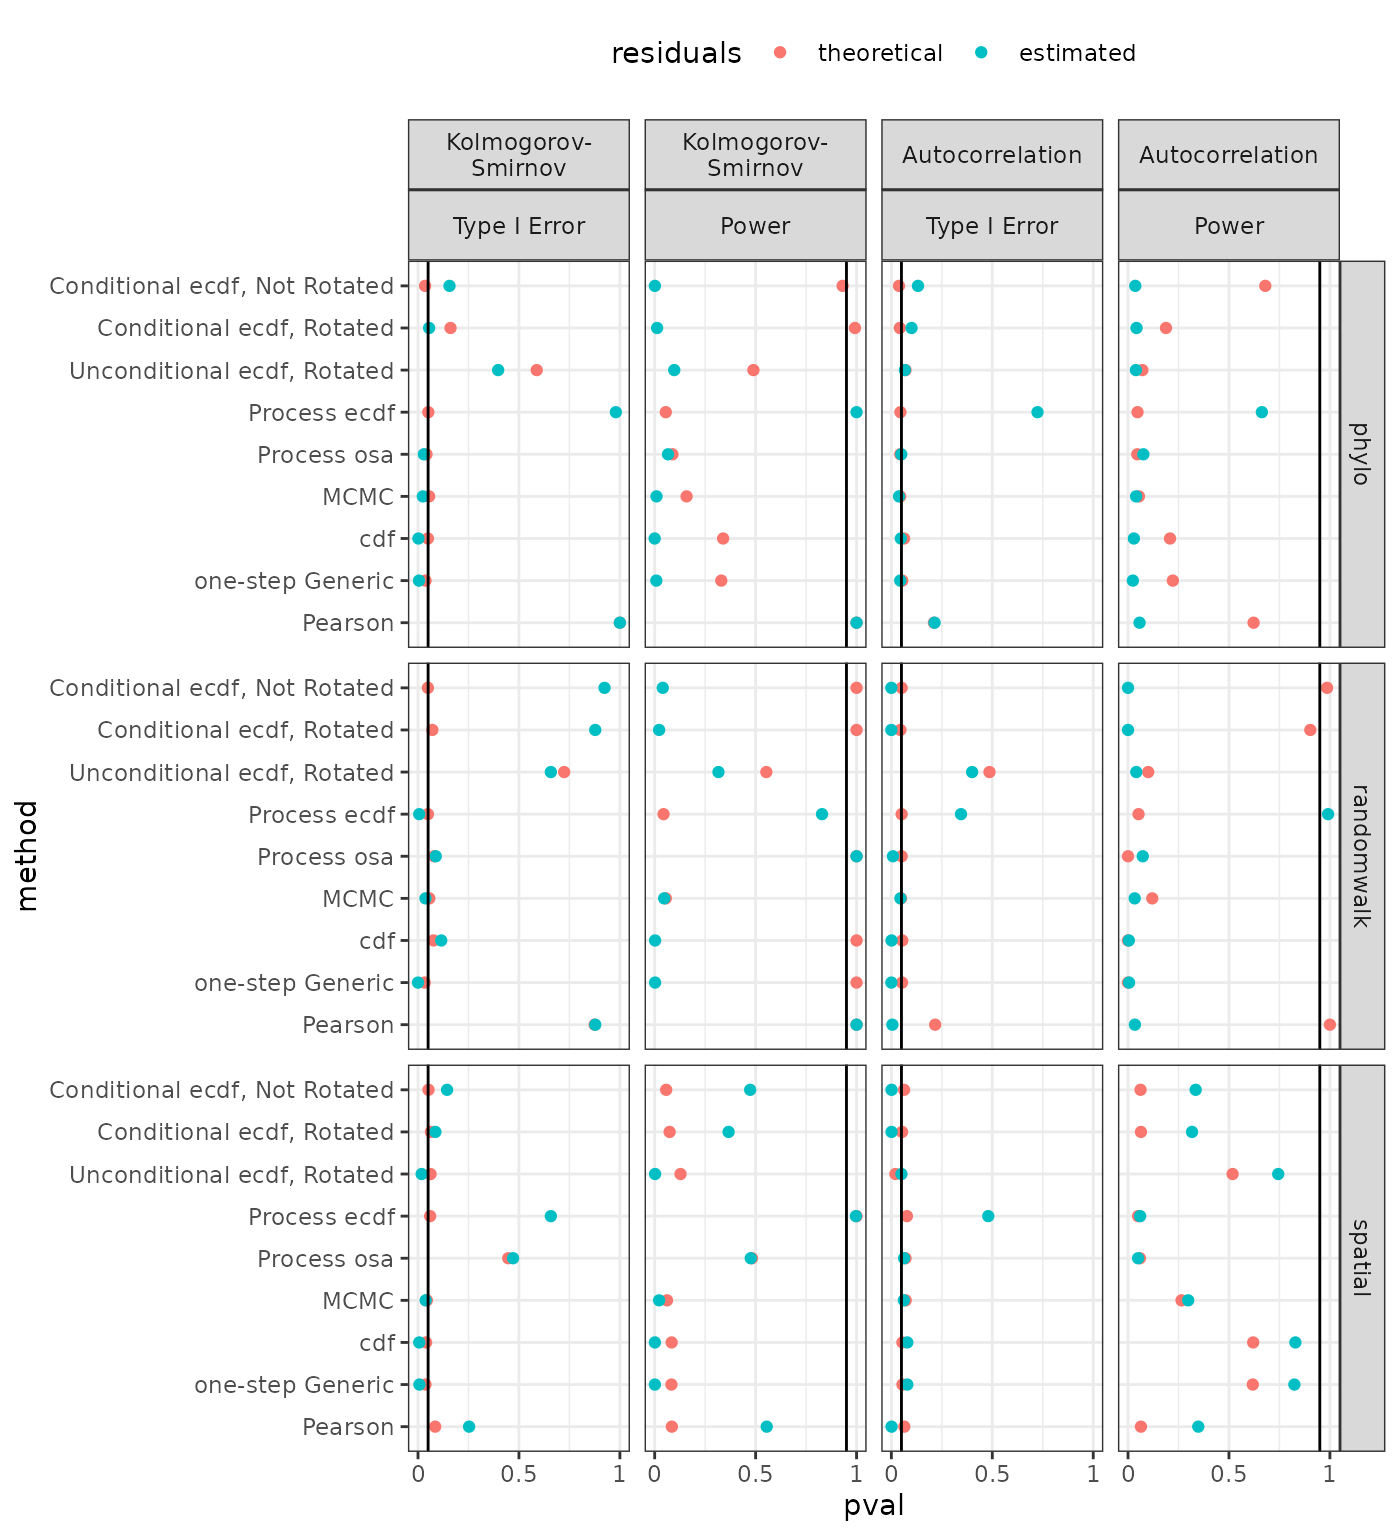 residuals theoretical estimated
Kolmogorov-
Smirnov
Kolmogorov-
Smirnov
Autocorrelation
Autocorrelation
Type I Error
Power
Type I Error
Power
Conditional ecdf, Not Rotated
Conditional ecdf, Rotated
Unconditional ecdf, Rotated
Process ecdf
Process osa
MCMC
cdf
one-step Generic
Pearson
phylo
Conditional ecdf, Not Rotated
Conditional ecdf, Rotated
Unconditional ecdf, Rotated
Process ecdf
Process osa
MCMC
cdf
one-step Generic
Pearson
randomwalk
method
Conditional ecdf, Not Rotated
Conditional ecdf, Rotated
Unconditional ecdf, Rotated
Process ecdf
Process osa
MCMC
cdf
one-step Generic
Pearson
spatial
0 0.5 1 0 0.5 1 0 0.5 1 0 0.5 1
pval